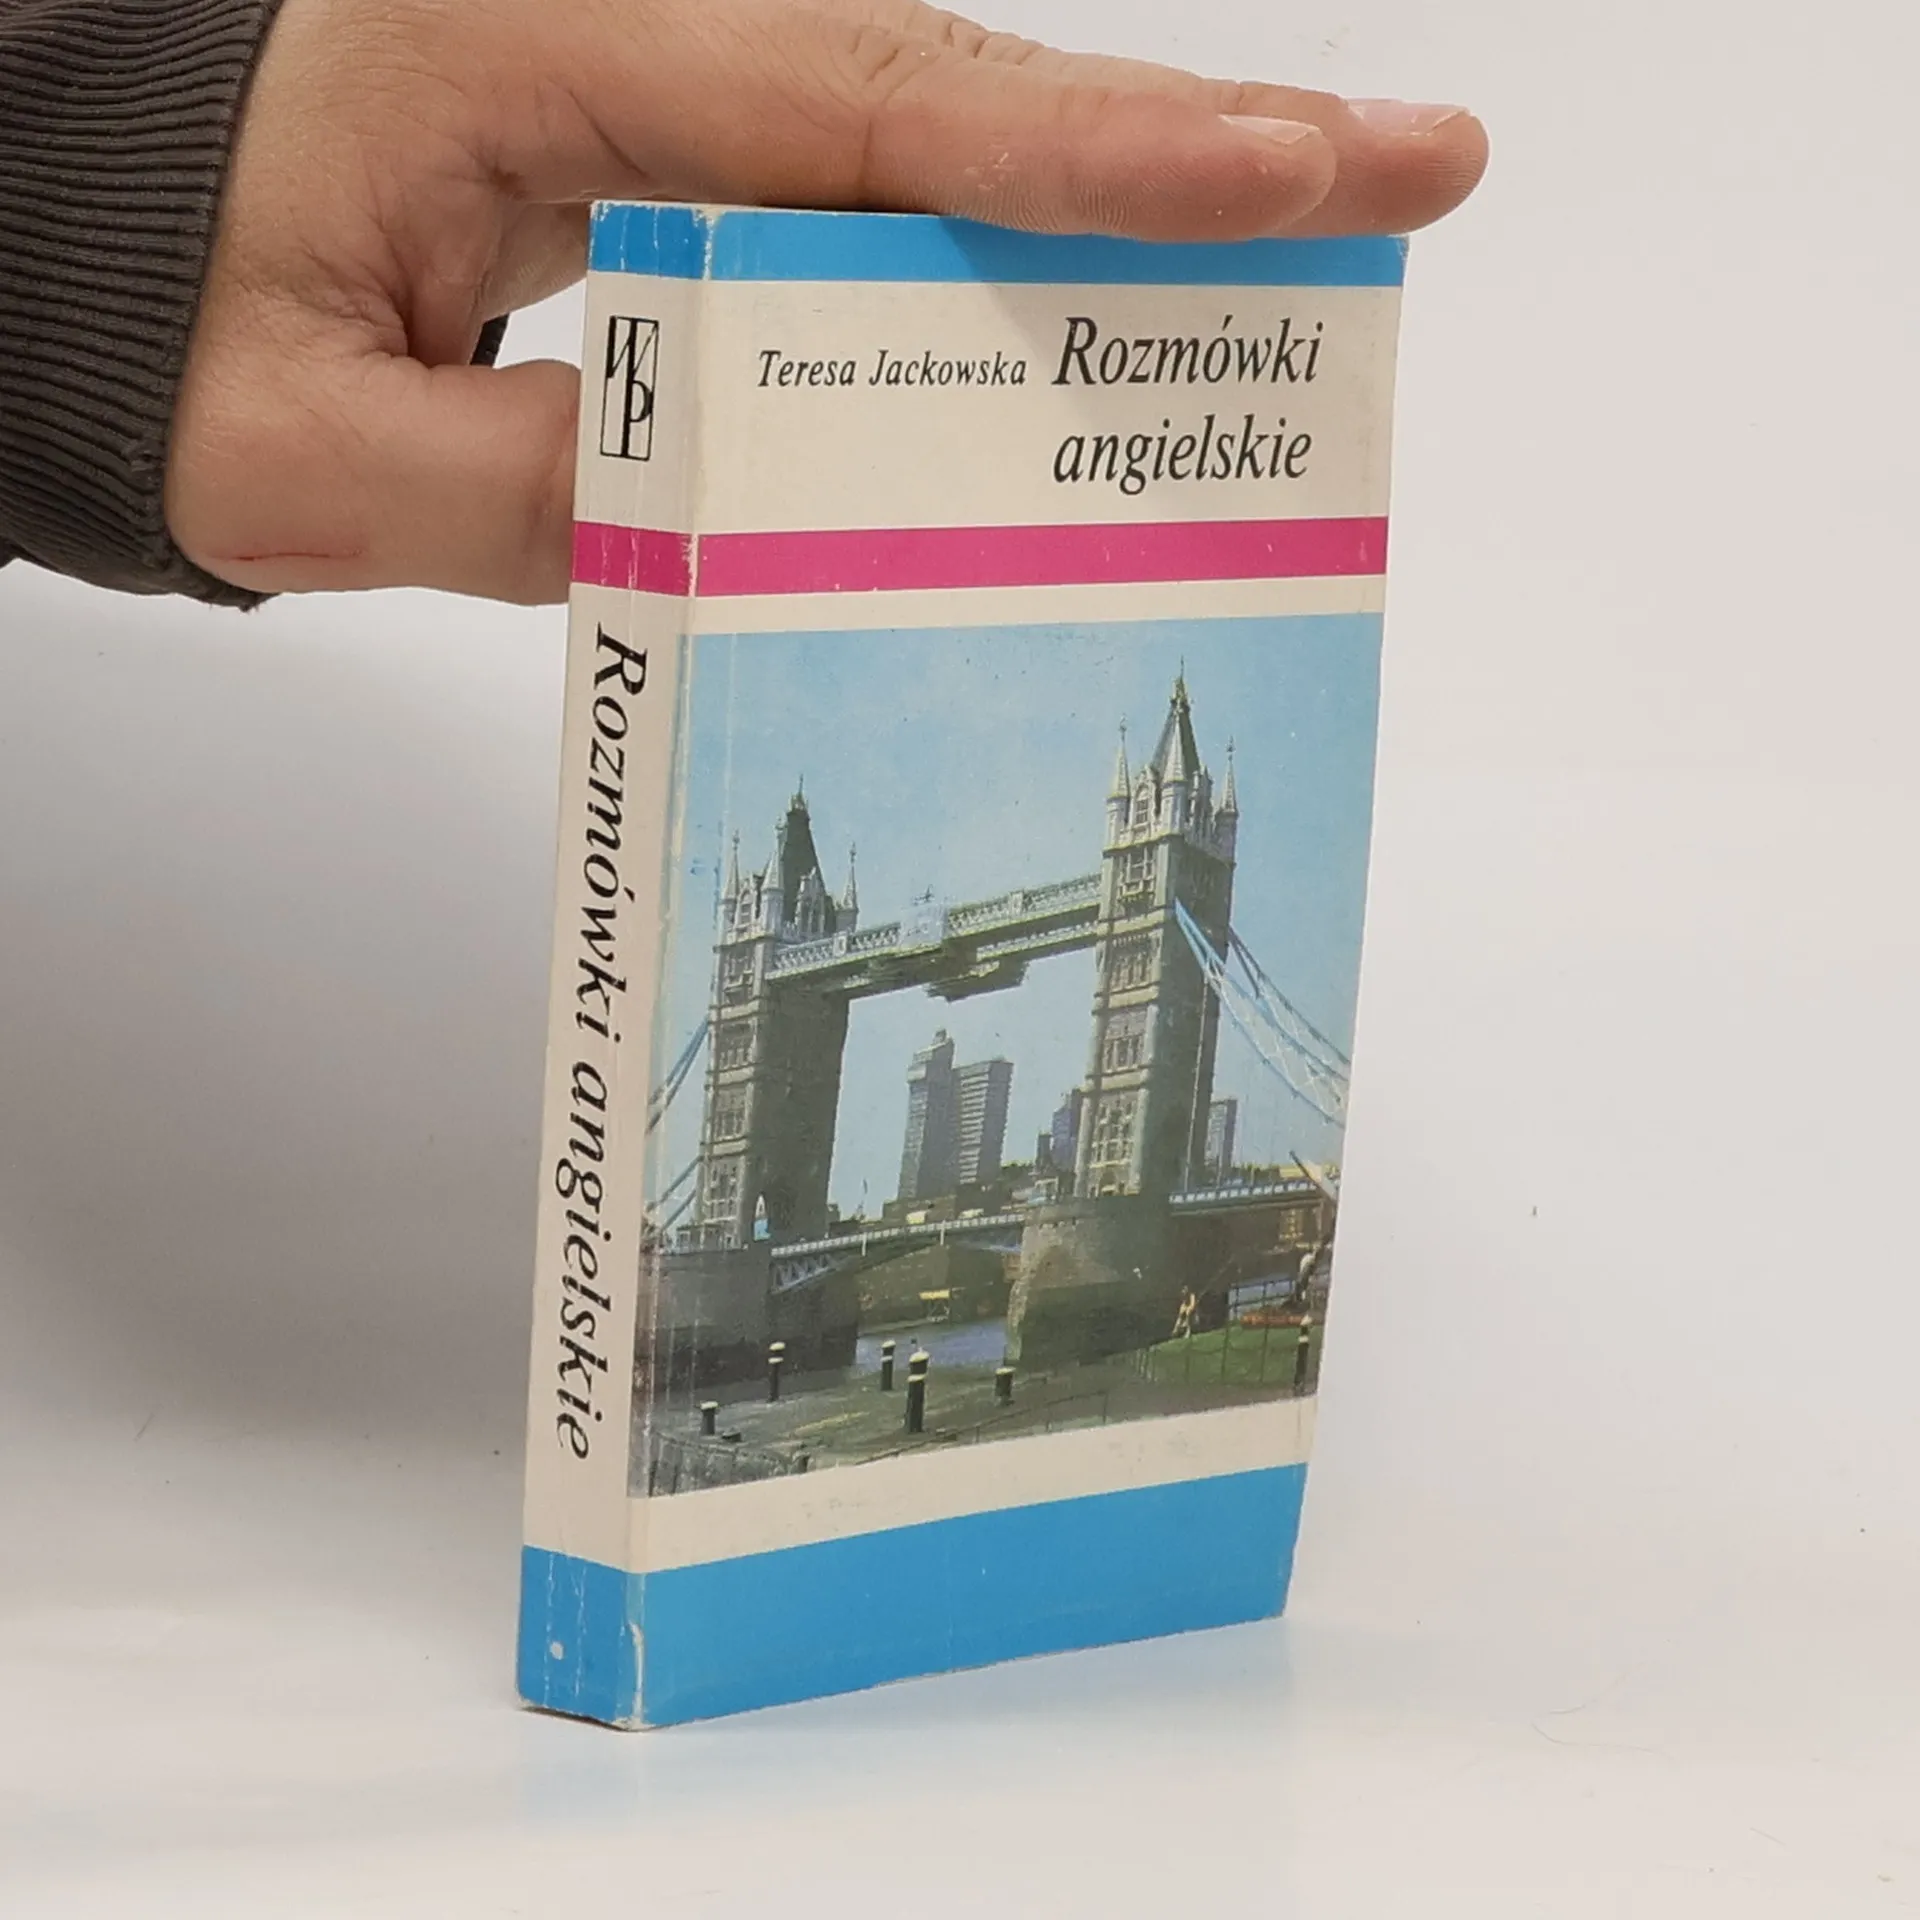 WP
Teresa Jackowska
Rozmówki
angielskie
Rozmówki angielskie